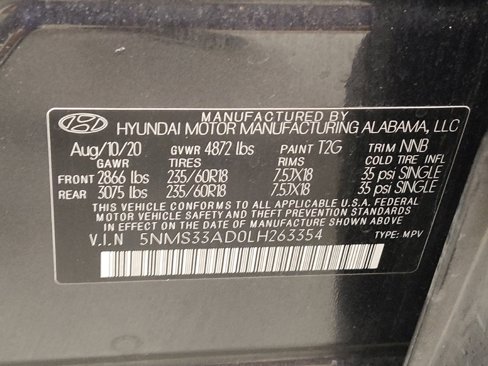 MANUFACTURED BY
HYUNDAI MOTOR MANUFACTURING ALABAMA, LLC
Aug/10/20 GVWR 4872 lbs PAINT T2G TRIM NNB
GAWR TIRES RIMS COLD TIRE INFL
FRONT 2866 lbs 235/60R18 7.5JX18 35 psi SINGLE
REAR 3075 lbs 235/60R18 7.5JX18 35 psi SINGLE
THIS VEHICLE CONFORMS TO ALL APPLICABLE U.S.A. FEDERAL
MOTOR VEHICLE SAFETY AND THEFT PREVENTION STANDARDS
IN EFFECT ON THE DATE OF MANUFACTURE SHOWN ABOVE
V.I.N 5NMS33AD0LH263354 TYPE: MPV